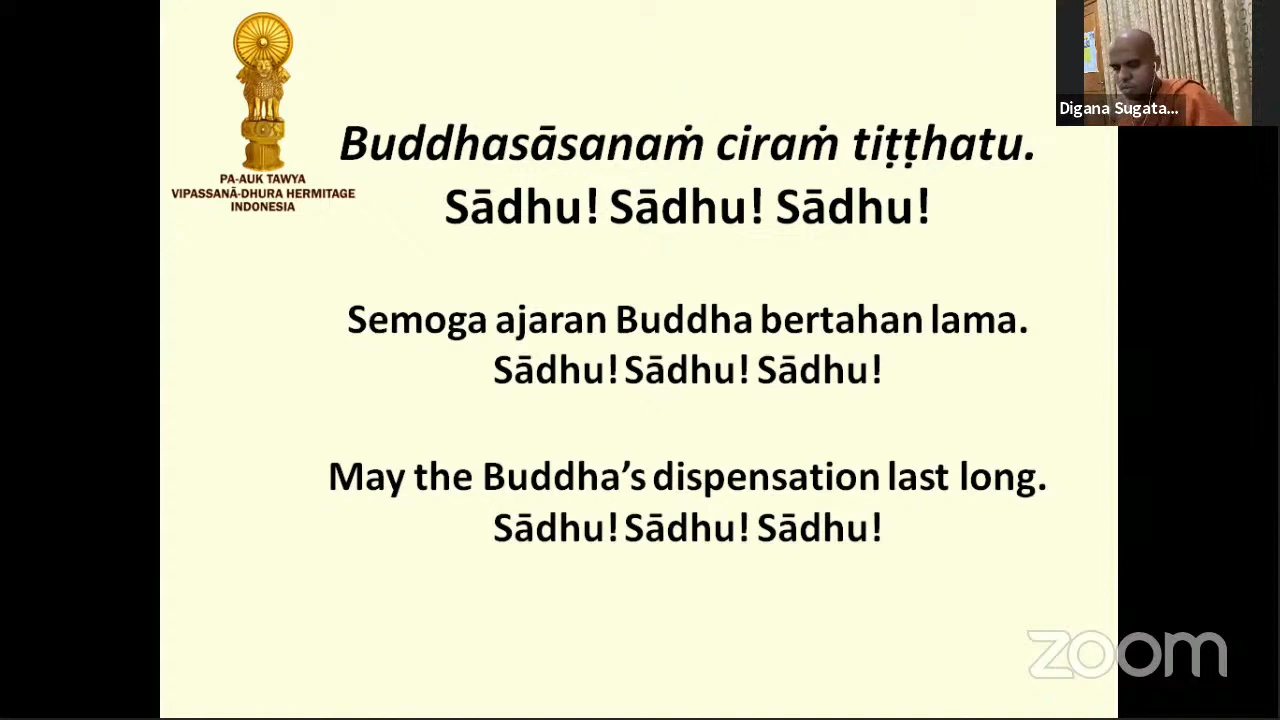 PA-AUK TAWYA
VIPASSANĀ-DHURA HERMITAGE
INDONESIA
Buddhasāsanaṁ ciraṁ tiṭṭhatu.
Sādhu! Sādhu! Sādhu!
Semoga ajaran Buddha bertahan lama.
Sādhu! Sādhu! Sādhu!
May the Buddha’s dispensation last long.
Sādhu! Sādhu! Sādhu!
Digana Sugata...
zoom